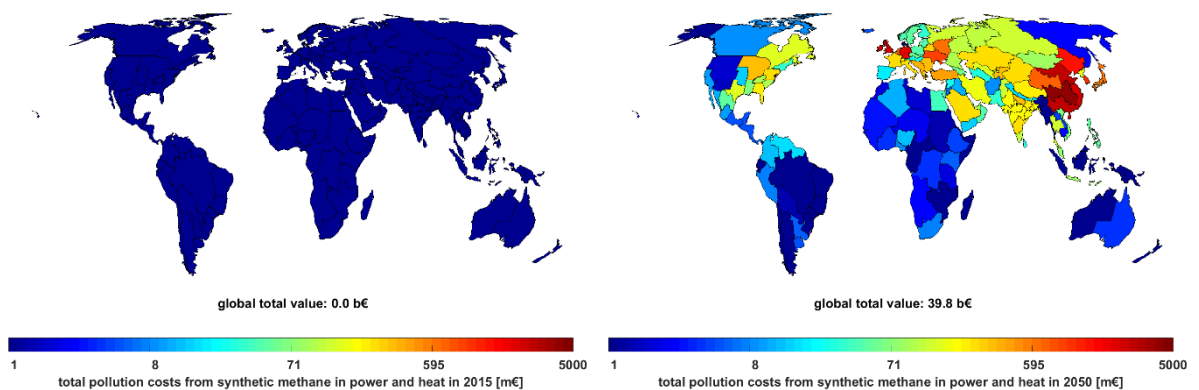 global total value: 0.0 b€
1 8 71 595 5000
total pollution costs from synthetic methane in power and heat in 2015 [m€]
global total value: 39.8 b€
1 8 71 595 5000
total pollution costs from synthetic methane in power and heat in 2050 [m€]